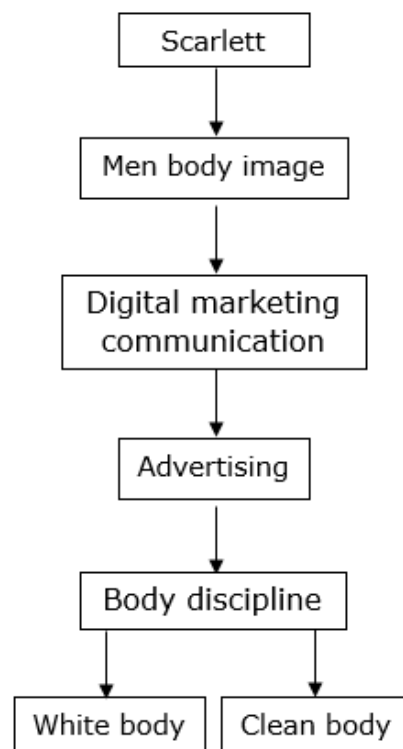 Scarlett
Men body image
Digital marketing
communication
Advertising
Body discipline
White body
Clean body